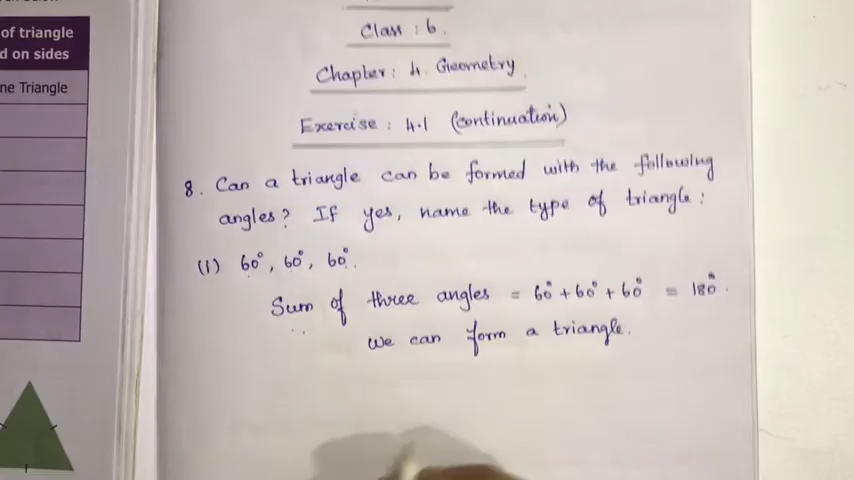 of triangle
d on sides
ne Triangle
Class : 6.
Chapter : 4. Geometry.
Exercise : 4.1 (continuation)
8. Can a triangle can be formed with the following
angles? If yes, name the type of triangle:
(i) 60°, 60°, 60°.
Sum of three angles = 60° + 60° + 60° = 180°.
We can form a triangle.